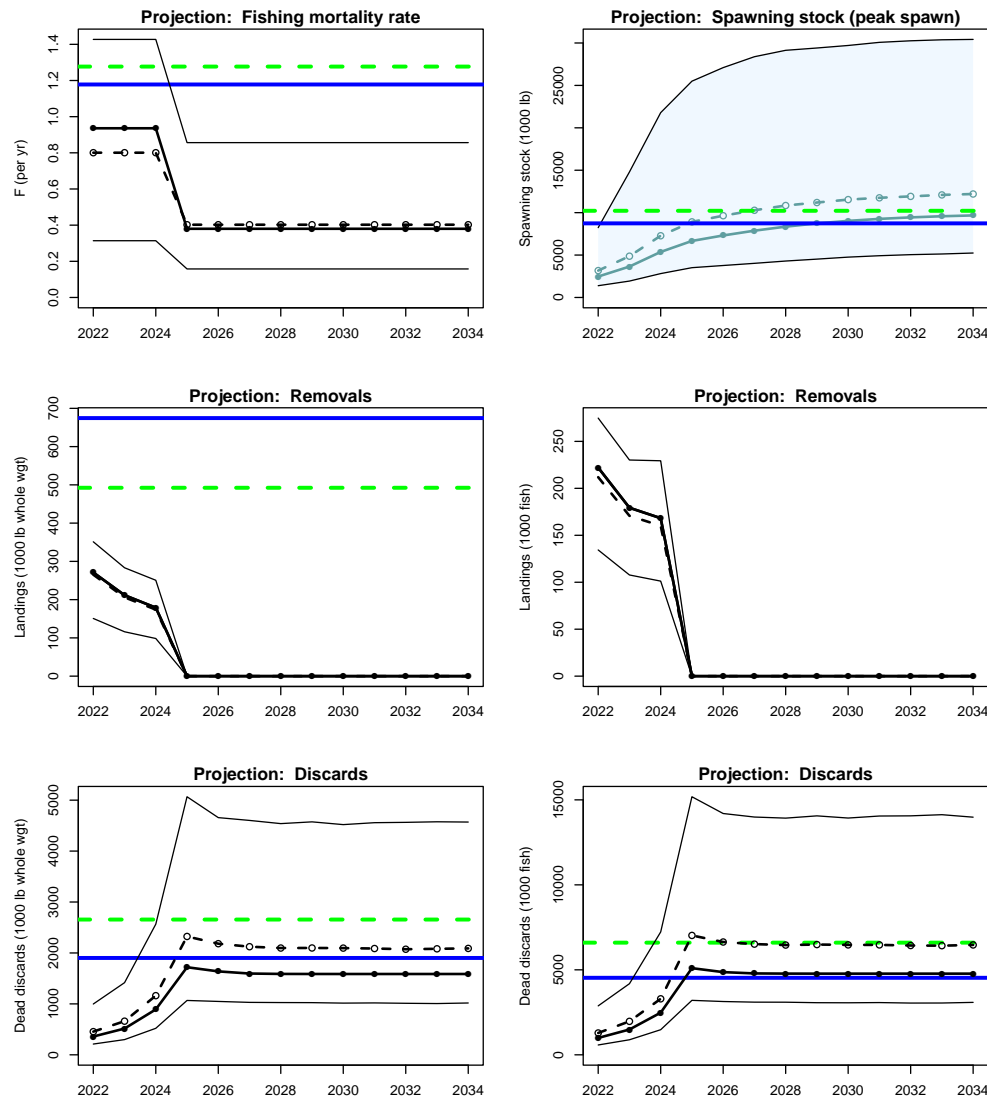 Projection:  Fishing mortality rate
F (per yr)
0.0 0.2 0.4 0.6 0.8 1.0 1.2 1.4
2022 2024 2026 2028 2030 2032 2034
Projection:  Spawning stock (peak spawn)
Spawning stock (1000 lb)
0 5000 15000 25000
2022 2024 2026 2028 2030 2032 2034
Projection:  Removals
Landings (1000 lb whole wgt)
0 100 200 300 400 500 600 700
2022 2024 2026 2028 2030 2032 2034
Projection:  Removals
Landings (1000 fish)
0 50 100 150 200 250
2022 2024 2026 2028 2030 2032 2034
Projection:  Discards
Dead discards (1000 lb whole wgt)
0 1000 2000 3000 4000 5000
2022 2024 2026 2028 2030 2032 2034
Projection:  Discards
Dead discards (1000 fish)
0 5000 10000 15000
2022 2024 2026 2028 2030 2032 2034